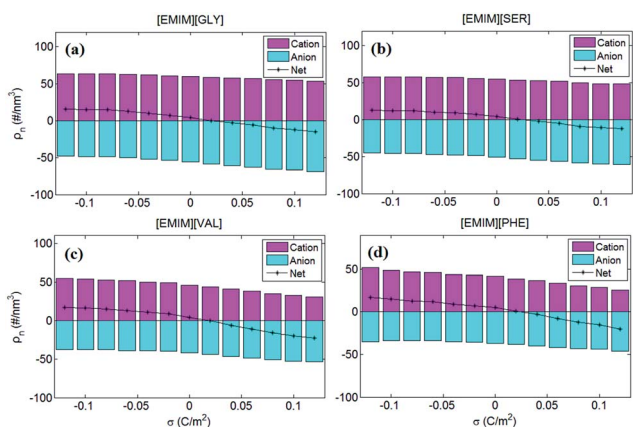 [EMIM][GLY]
(a)
Cation
Anion
Net
ρn (#/nm³)
100
50
0
-50
-100
-0.1
-0.05
0
0.05
0.1
[EMIM][SER]
(b)
Cation
Anion
Net
100
50
0
-50
-100
-0.1
-0.05
0
0.05
0.1
[EMIM][VAL]
(c)
Cation
Anion
Net
ρn (#/nm³)
100
50
0
-50
-100
-0.1
-0.05
0
0.05
0.1
σ (C/m²)
[EMIM][PHE]
(d)
Cation
Anion
Net
50
0
-50
-100
-0.1
-0.05
0
0.05
0.1
σ (C/m²)